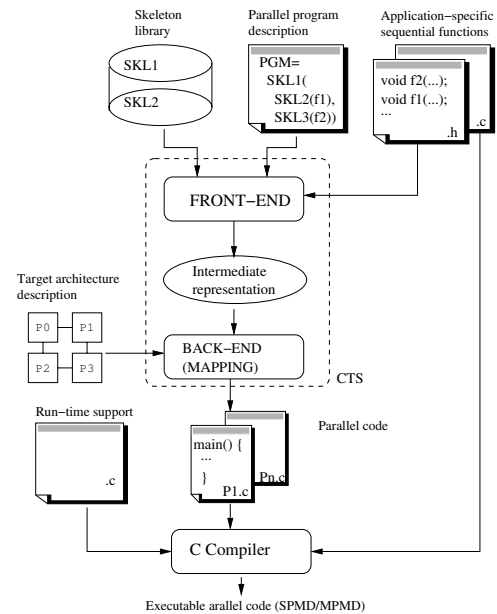 Skeleton
library
Parallel program
description
Application−specific
sequential functions
SKL1
SKL2
PGM=
SKL1(
SKL2(f1),
SKL3(f2))
void f2(...);
void f1(...);
...
.h
.c
FRONT−END
Intermediate
representation
Target architecture
description
P0
P1
P2
P3
BACK−END
(MAPPING)
CTS
Run−time support
.c
main() {
...
}
P1.c
Pn.c
Parallel code
C Compiler
Executable arallel code (SPMD/MPMD)